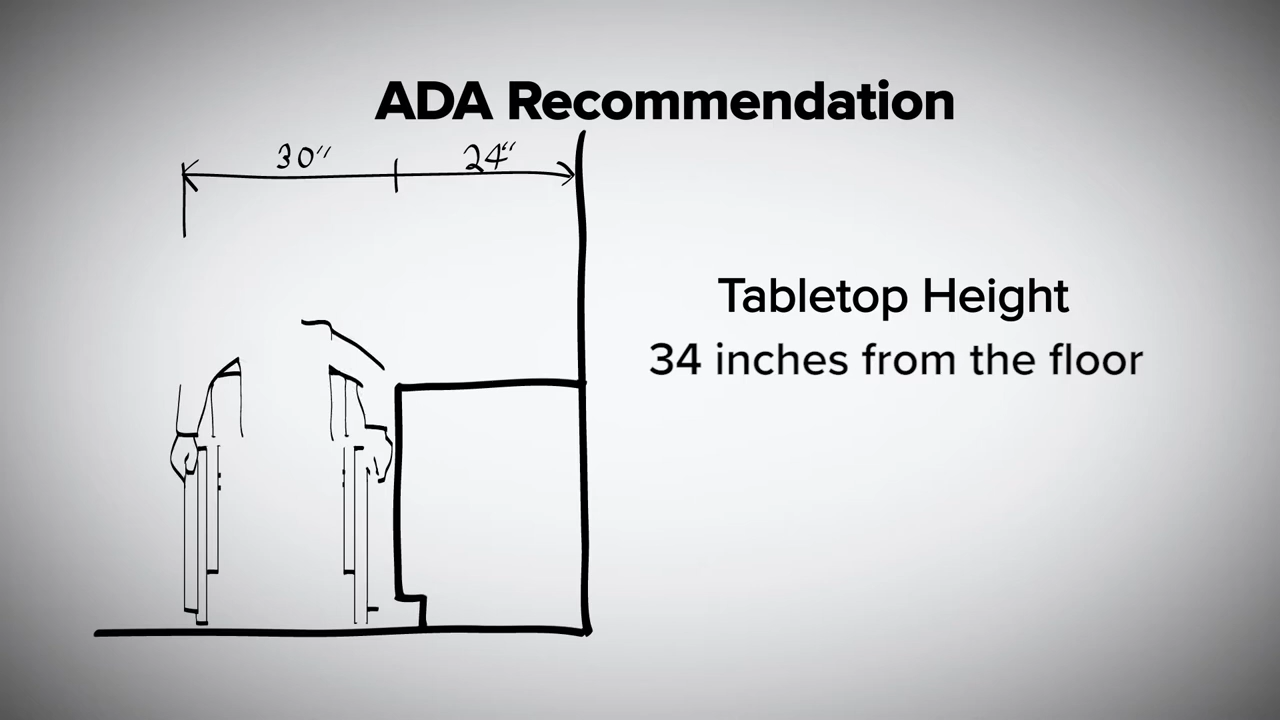 ADA Recommendation
30"
24"
Tabletop Height
34 inches from the floor